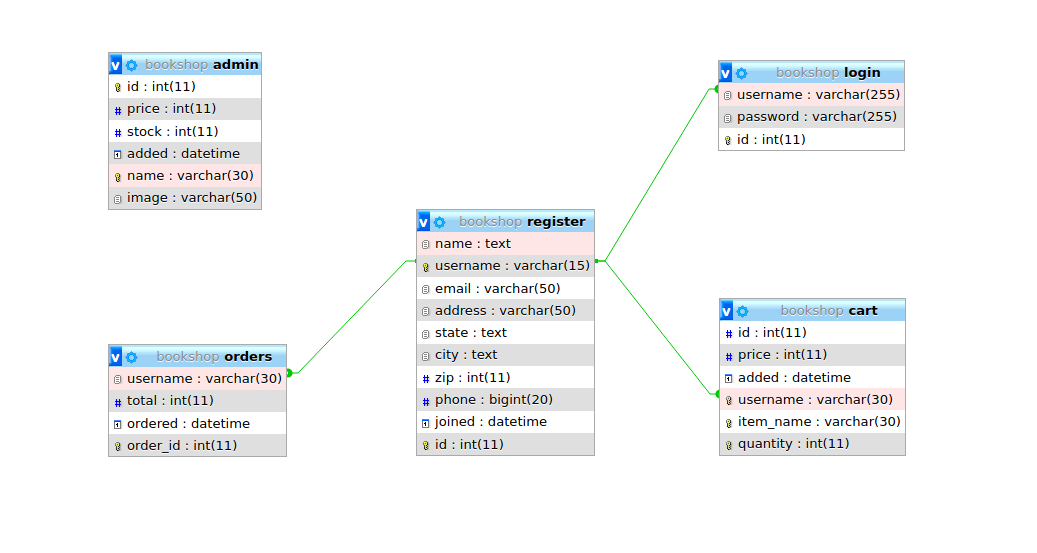 v bookshop admin
id : int(11)
# price : int(11)
# stock : int(11)
added : datetime
name : varchar(30)
image : varchar(50)
v bookshop login
username : varchar(255)
password : varchar(255)
id : int(11)
v bookshop register
name : text
username : varchar(15)
email : varchar(50)
address : varchar(50)
state : text
city : text
# zip : int(11)
# phone : bigint(20)
joined : datetime
id : int(11)
v bookshop orders
username : varchar(30)
# total : int(11)
ordered : datetime
order_id : int(11)
v bookshop cart
# id : int(11)
# price : int(11)
added : datetime
username : varchar(30)
item_name : varchar(30)
quantity : int(11)